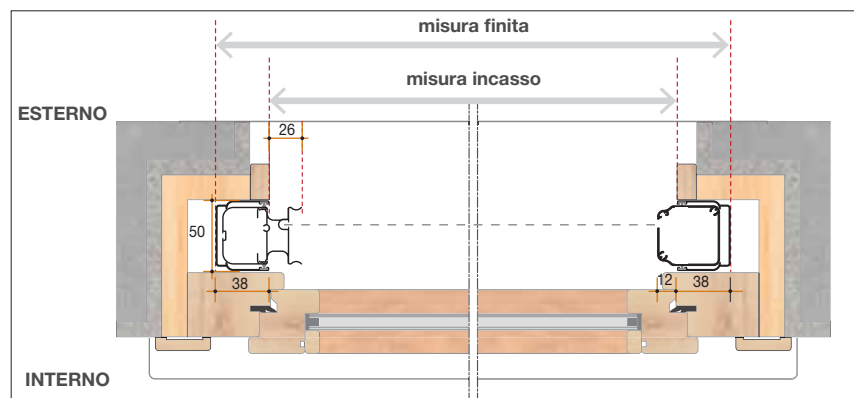 misura finita
misura incasso
ESTERNO
26
50
38
12
38
INTERNO